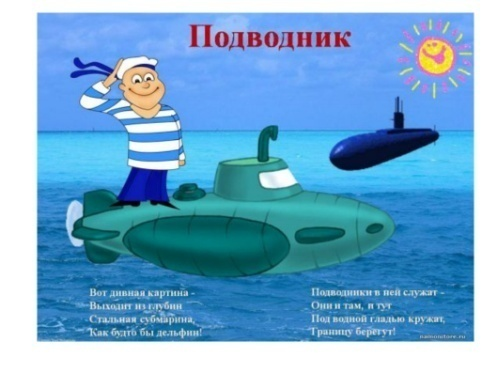 Подводник
Вот дивная картина -
Выходит из глубин
Стальная субмарина,
Как будто бы дельфин!
Подводники в ней служат -
Они и там, и тут
Под водной гладью кружат,
Границу берегут!